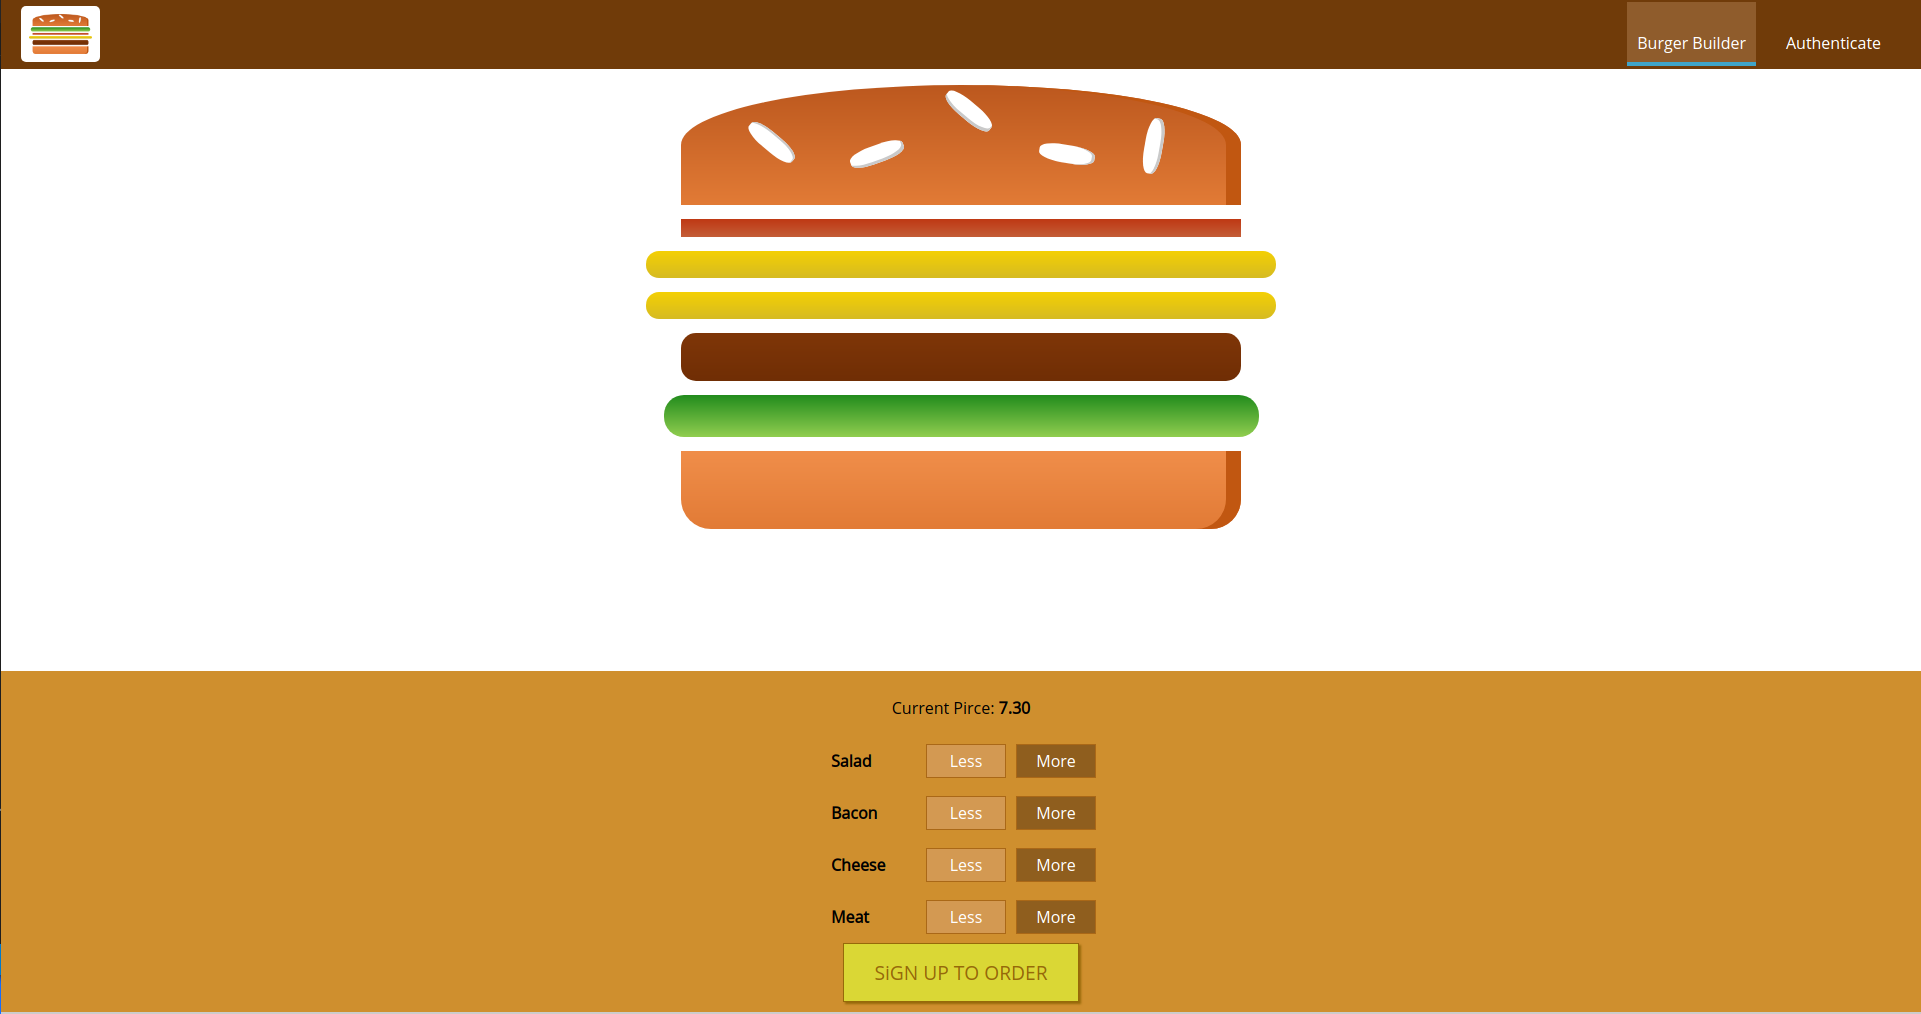 Burger Builder Authenticate
Current Pirce: 7.30
Salad Less More
Bacon Less More
Cheese Less More
Meat Less More
SiGN UP TO ORDER